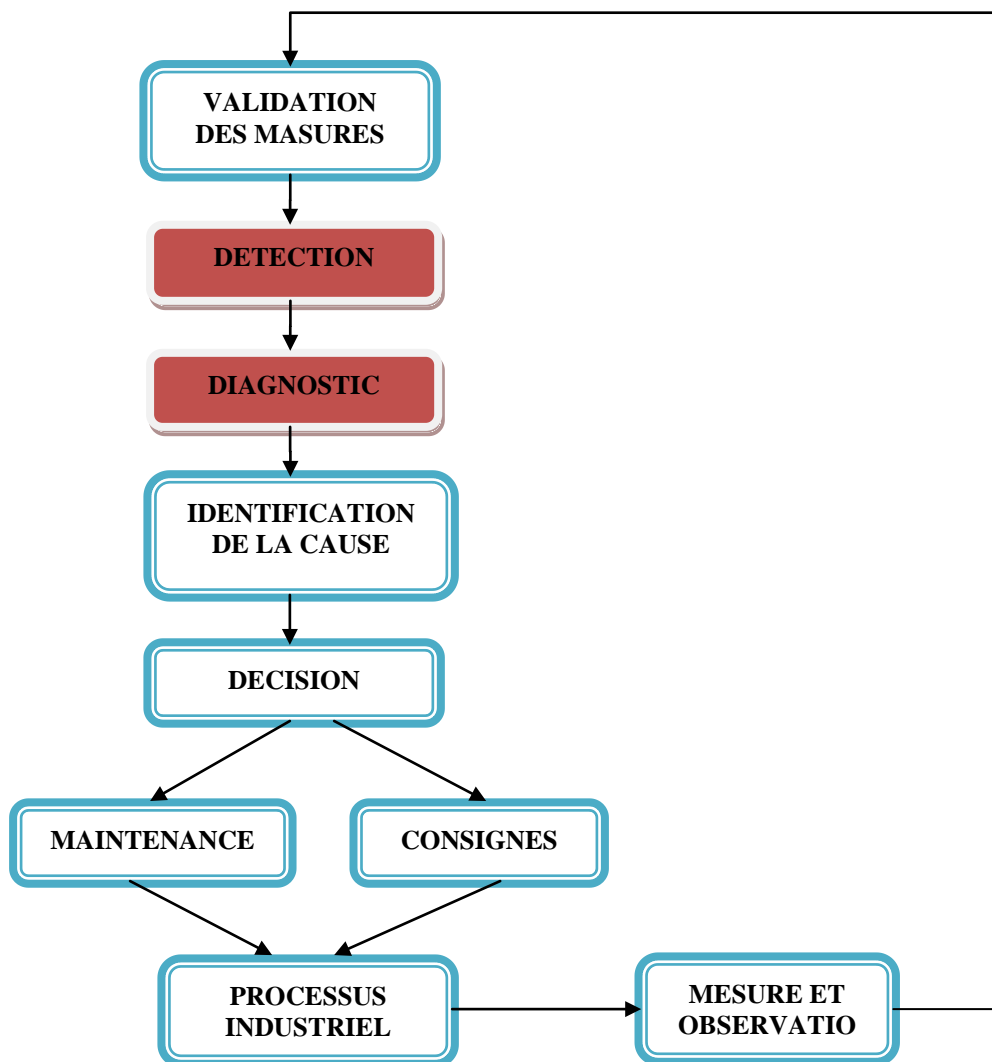 VALIDATION
DES MASURES
DETECTION
DIAGNOSTIC
IDENTIFICATION
DE LA CAUSE
DECISION
MAINTENANCE
CONSIGNES
PROCESSUS
INDUSTRIEL
MESURE ET
OBSERVATIO